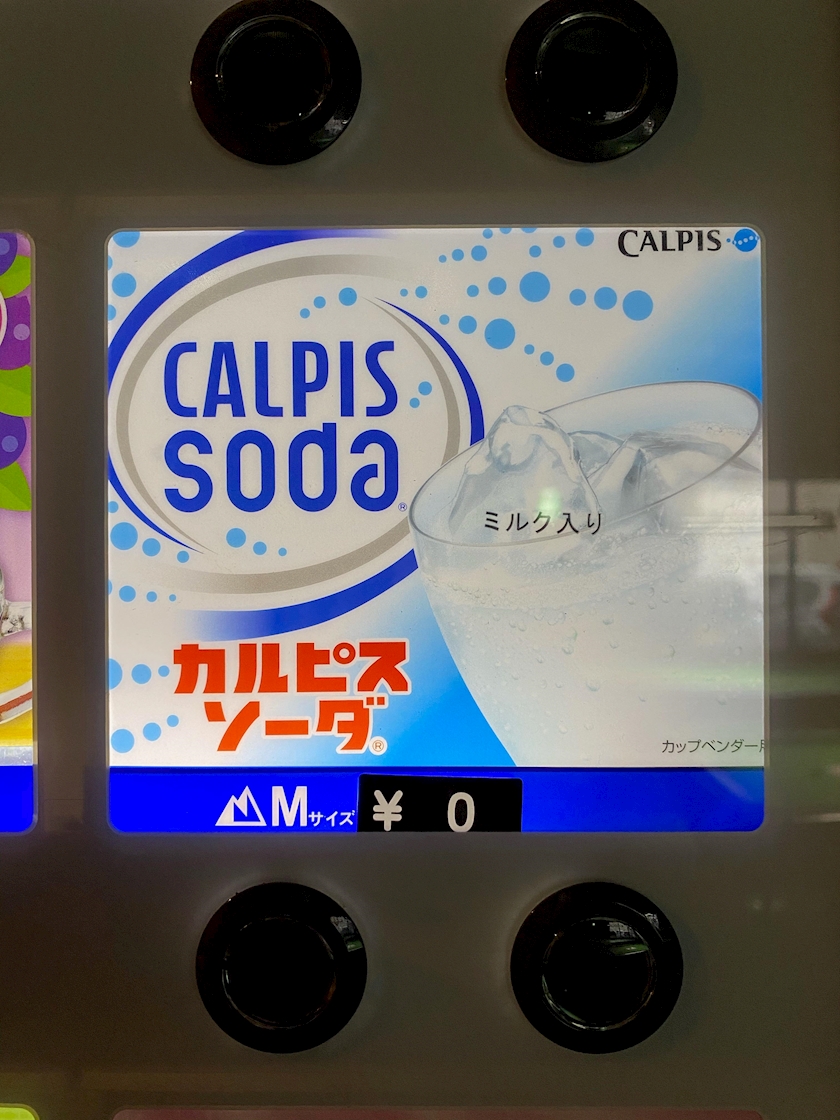 CALPIS
CALPIS
soda®
ミルク入り
カルピス
ソーダ®
カップベンダー用
Mサイズ ¥ 0